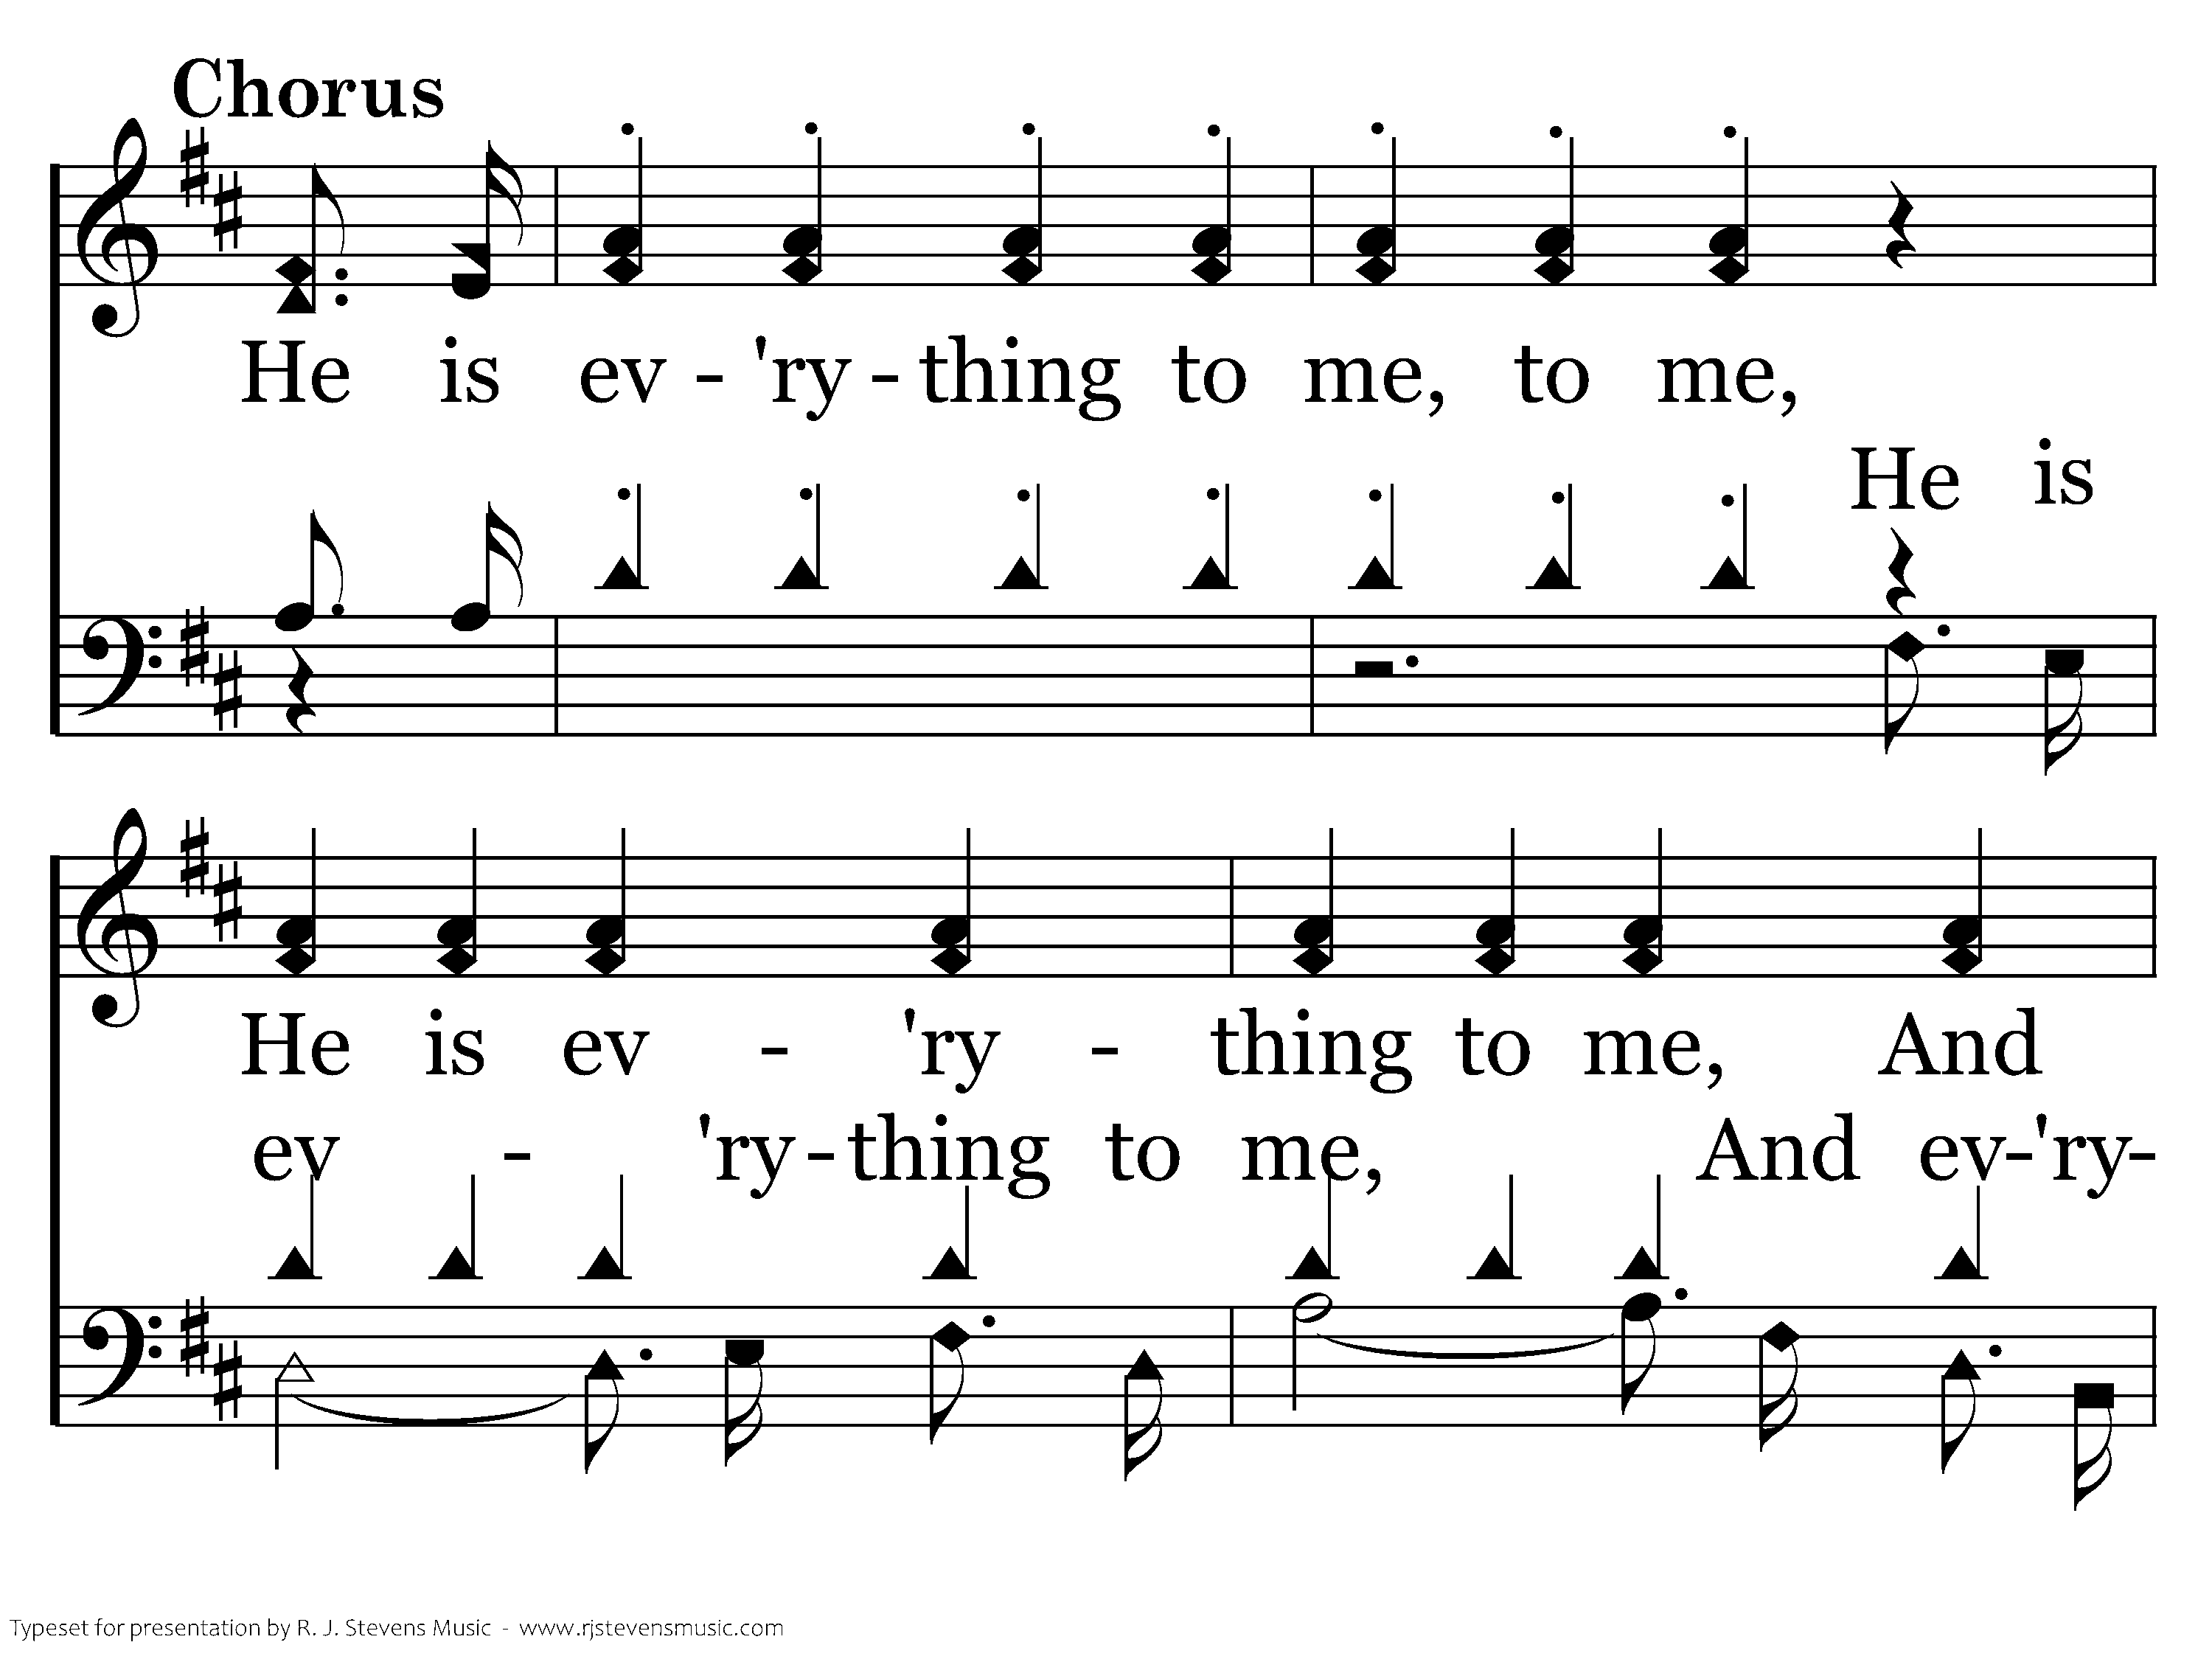 Chorus
He is ev - 'ry - thing to me, to me,
He is
He is ev - 'ry - thing to me, And
ev - 'ry - thing to me, And ev-'ry-
Typeset for presentation by R. J. Stevens Music - www.rjstevensmusic.com